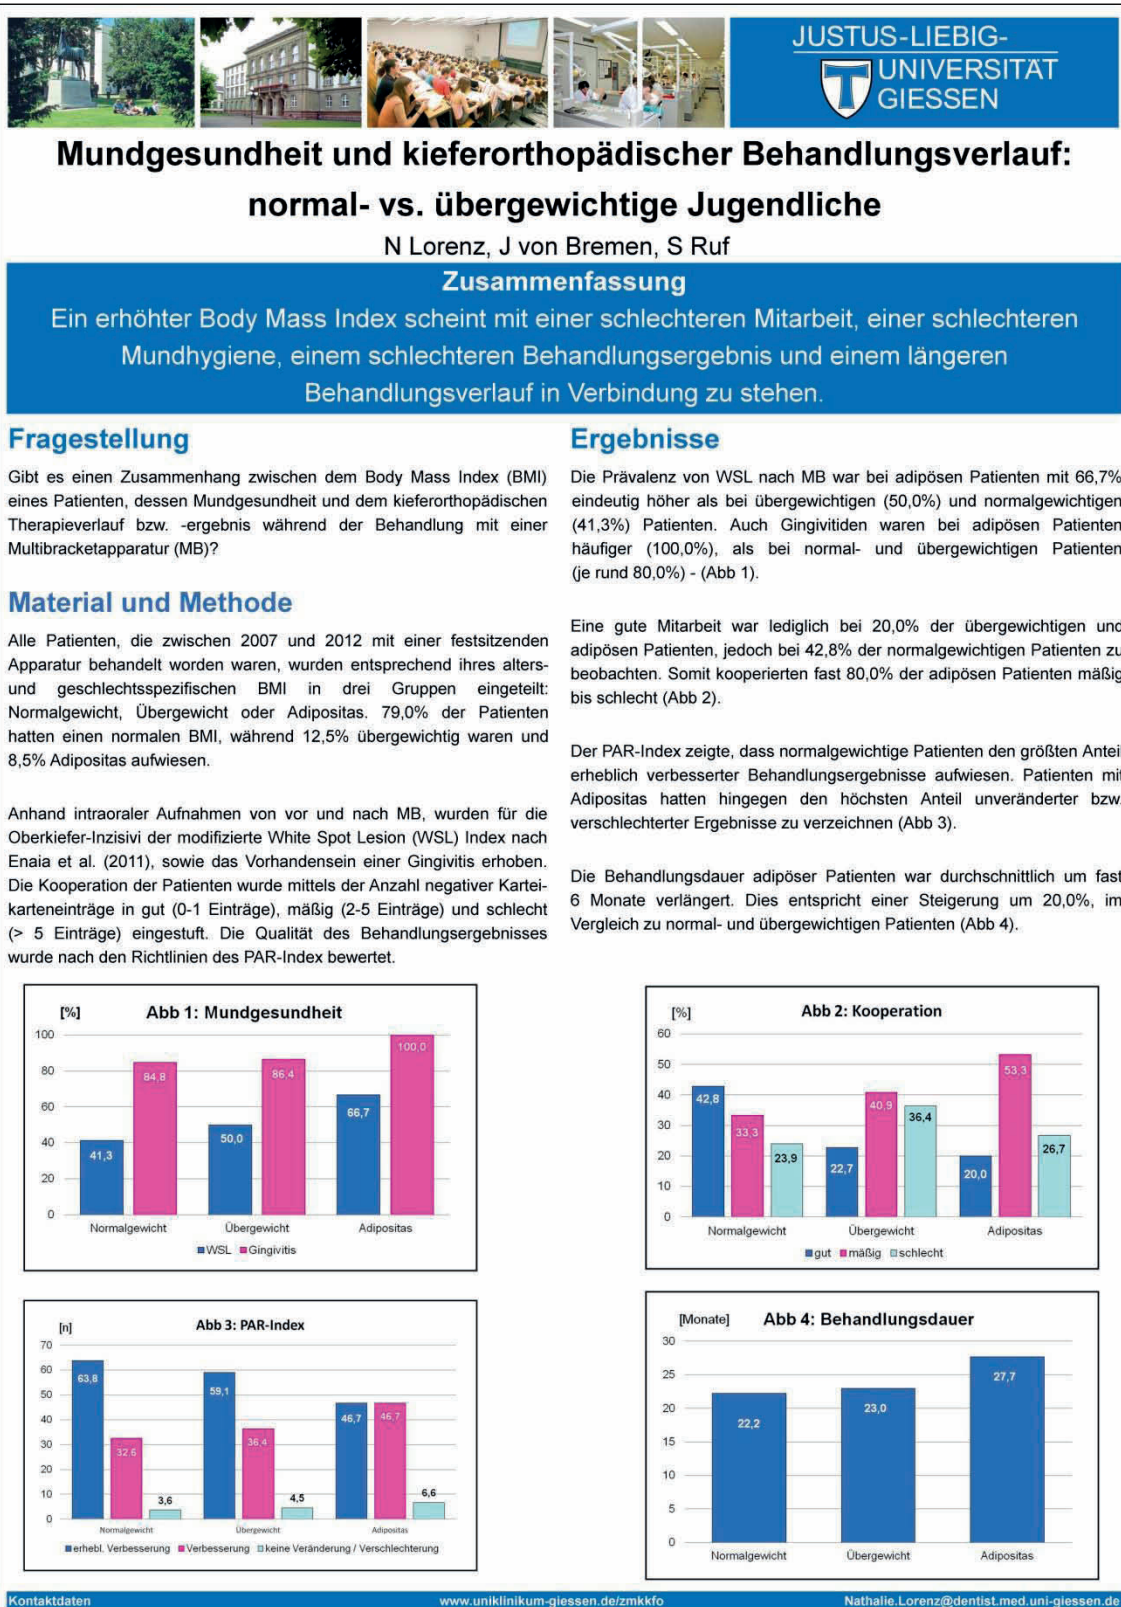 JUSTUS-LIEBIG-
UNIVERSITÄT
GIESSEN
Mundgesundheit und kieferorthopädischer Behandlungsverlauf:
normal- vs. übergewichtige Jugendliche
N Lorenz, J von Bremen, S Ruf
Zusammenfassung
Ein erhöhter Body Mass Index scheint mit einer schlechteren Mitarbeit, einer schlechteren
Mundhygiene, einem schlechteren Behandlungsergebnis und einem längeren
Behandlungsverlauf in Verbindung zu stehen.
Fragestellung
Gibt es einen Zusammenhang zwischen dem Body Mass Index (BMI)
eines Patienten, dessen Mundgesundheit und dem kieferorthopädischen
Therapieverlauf bzw. -ergebnis während der Behandlung mit einer
Multibracketapparatur (MB)?
Material und Methode
Alle Patienten, die zwischen 2007 und 2012 mit einer festsitzenden
Apparatur behandelt worden waren, wurden entsprechend ihres alters-
und geschlechtsspezifischen BMI in drei Gruppen eingeteilt:
Normalgewicht, Übergewicht oder Adipositas. 79,0% der Patienten
hatten einen normalen BMI, während 12,5% übergewichtig waren und
8,5% Adipositas aufwiesen.
Anhand intraoraler Aufnahmen von vor und nach MB, wurden für die
Oberkiefer-Inzisivi der modifizierte White Spot Lesion (WSL) Index nach
Enaia et al. (2011), sowie das Vorhandensein einer Gingivitis erhoben.
Die Kooperation der Patienten wurde mittels der Anzahl negativer Kartei-
karteneinträge in gut (0-1 Einträge), mäßig (2-5 Einträge) und schlecht
(> 5 Einträge) eingestuft. Die Qualität des Behandlungsergebnisses
wurde nach den Richtlinien des PAR-Index bewertet.
Ergebnisse
Die Prävalenz von WSL nach MB war bei adipösen Patienten mit 66,7%
eindeutig höher als bei übergewichtigen (50,0%) und normalgewichtigen
(41,3%) Patienten. Auch Gingivitiden waren bei adipösen Patienten
häufiger (100,0%), als bei normal- und übergewichtigen Patienten
(je rund 80,0%) - (Abb 1).
Eine gute Mitarbeit war lediglich bei 20,0% der übergewichtigen und
adipösen Patienten, jedoch bei 42,8% der normalgewichtigen Patienten zu
beobachten. Somit kooperierten fast 80,0% der adipösen Patienten mäßig
bis schlecht (Abb 2).
Der PAR-Index zeigte, dass normalgewichtige Patienten den größten Anteil
erheblich verbesserter Behandlungsergebnisse aufwiesen. Patienten mit
Adipositas hatten hingegen den höchsten Anteil unveränderter bzw.
verschlechterter Ergebnisse zu verzeichnen (Abb 3).
Die Behandlungsdauer adipöser Patienten war durchschnittlich um fast
6 Monate verlängert. Dies entspricht einer Steigerung um 20,0%, im
Vergleich zu normal- und übergewichtigen Patienten (Abb 4).
[%] Abb 1: Mundgesundheit
100
80
60
40
20
0
41,3 84,8 50,0 86,4 66,7 100,0
Normalgewicht Übergewicht Adipositas
WSL Gingivitis
[%] Abb 2: Kooperation
60
50
40
30
20
10
0
42,8 33,3 23,9 22,7 40,9 36,4 20,0 53,3 26,7
Normalgewicht Übergewicht Adipositas
gut mäßig schlecht
[n] Abb 3: PAR-Index
70
60
50
40
30
20
10
0
63,8 32,6 3,6 59,1 36,4 4,5 46,7 46,7 6,6
Normalgewicht Übergewicht Adipositas
erhebl. Verbesserung Verbesserung keine Veränderung / Verschlechterung
[Monate] Abb 4: Behandlungsdauer
30
25
20
15
10
5
0
22,2 23,0 27,7
Normalgewicht Übergewicht Adipositas
Kontaktdaten www.uniklinikum-giessen.de/zmkkfo Nathalie.Lorenz@dentist.med.uni-giessen.de